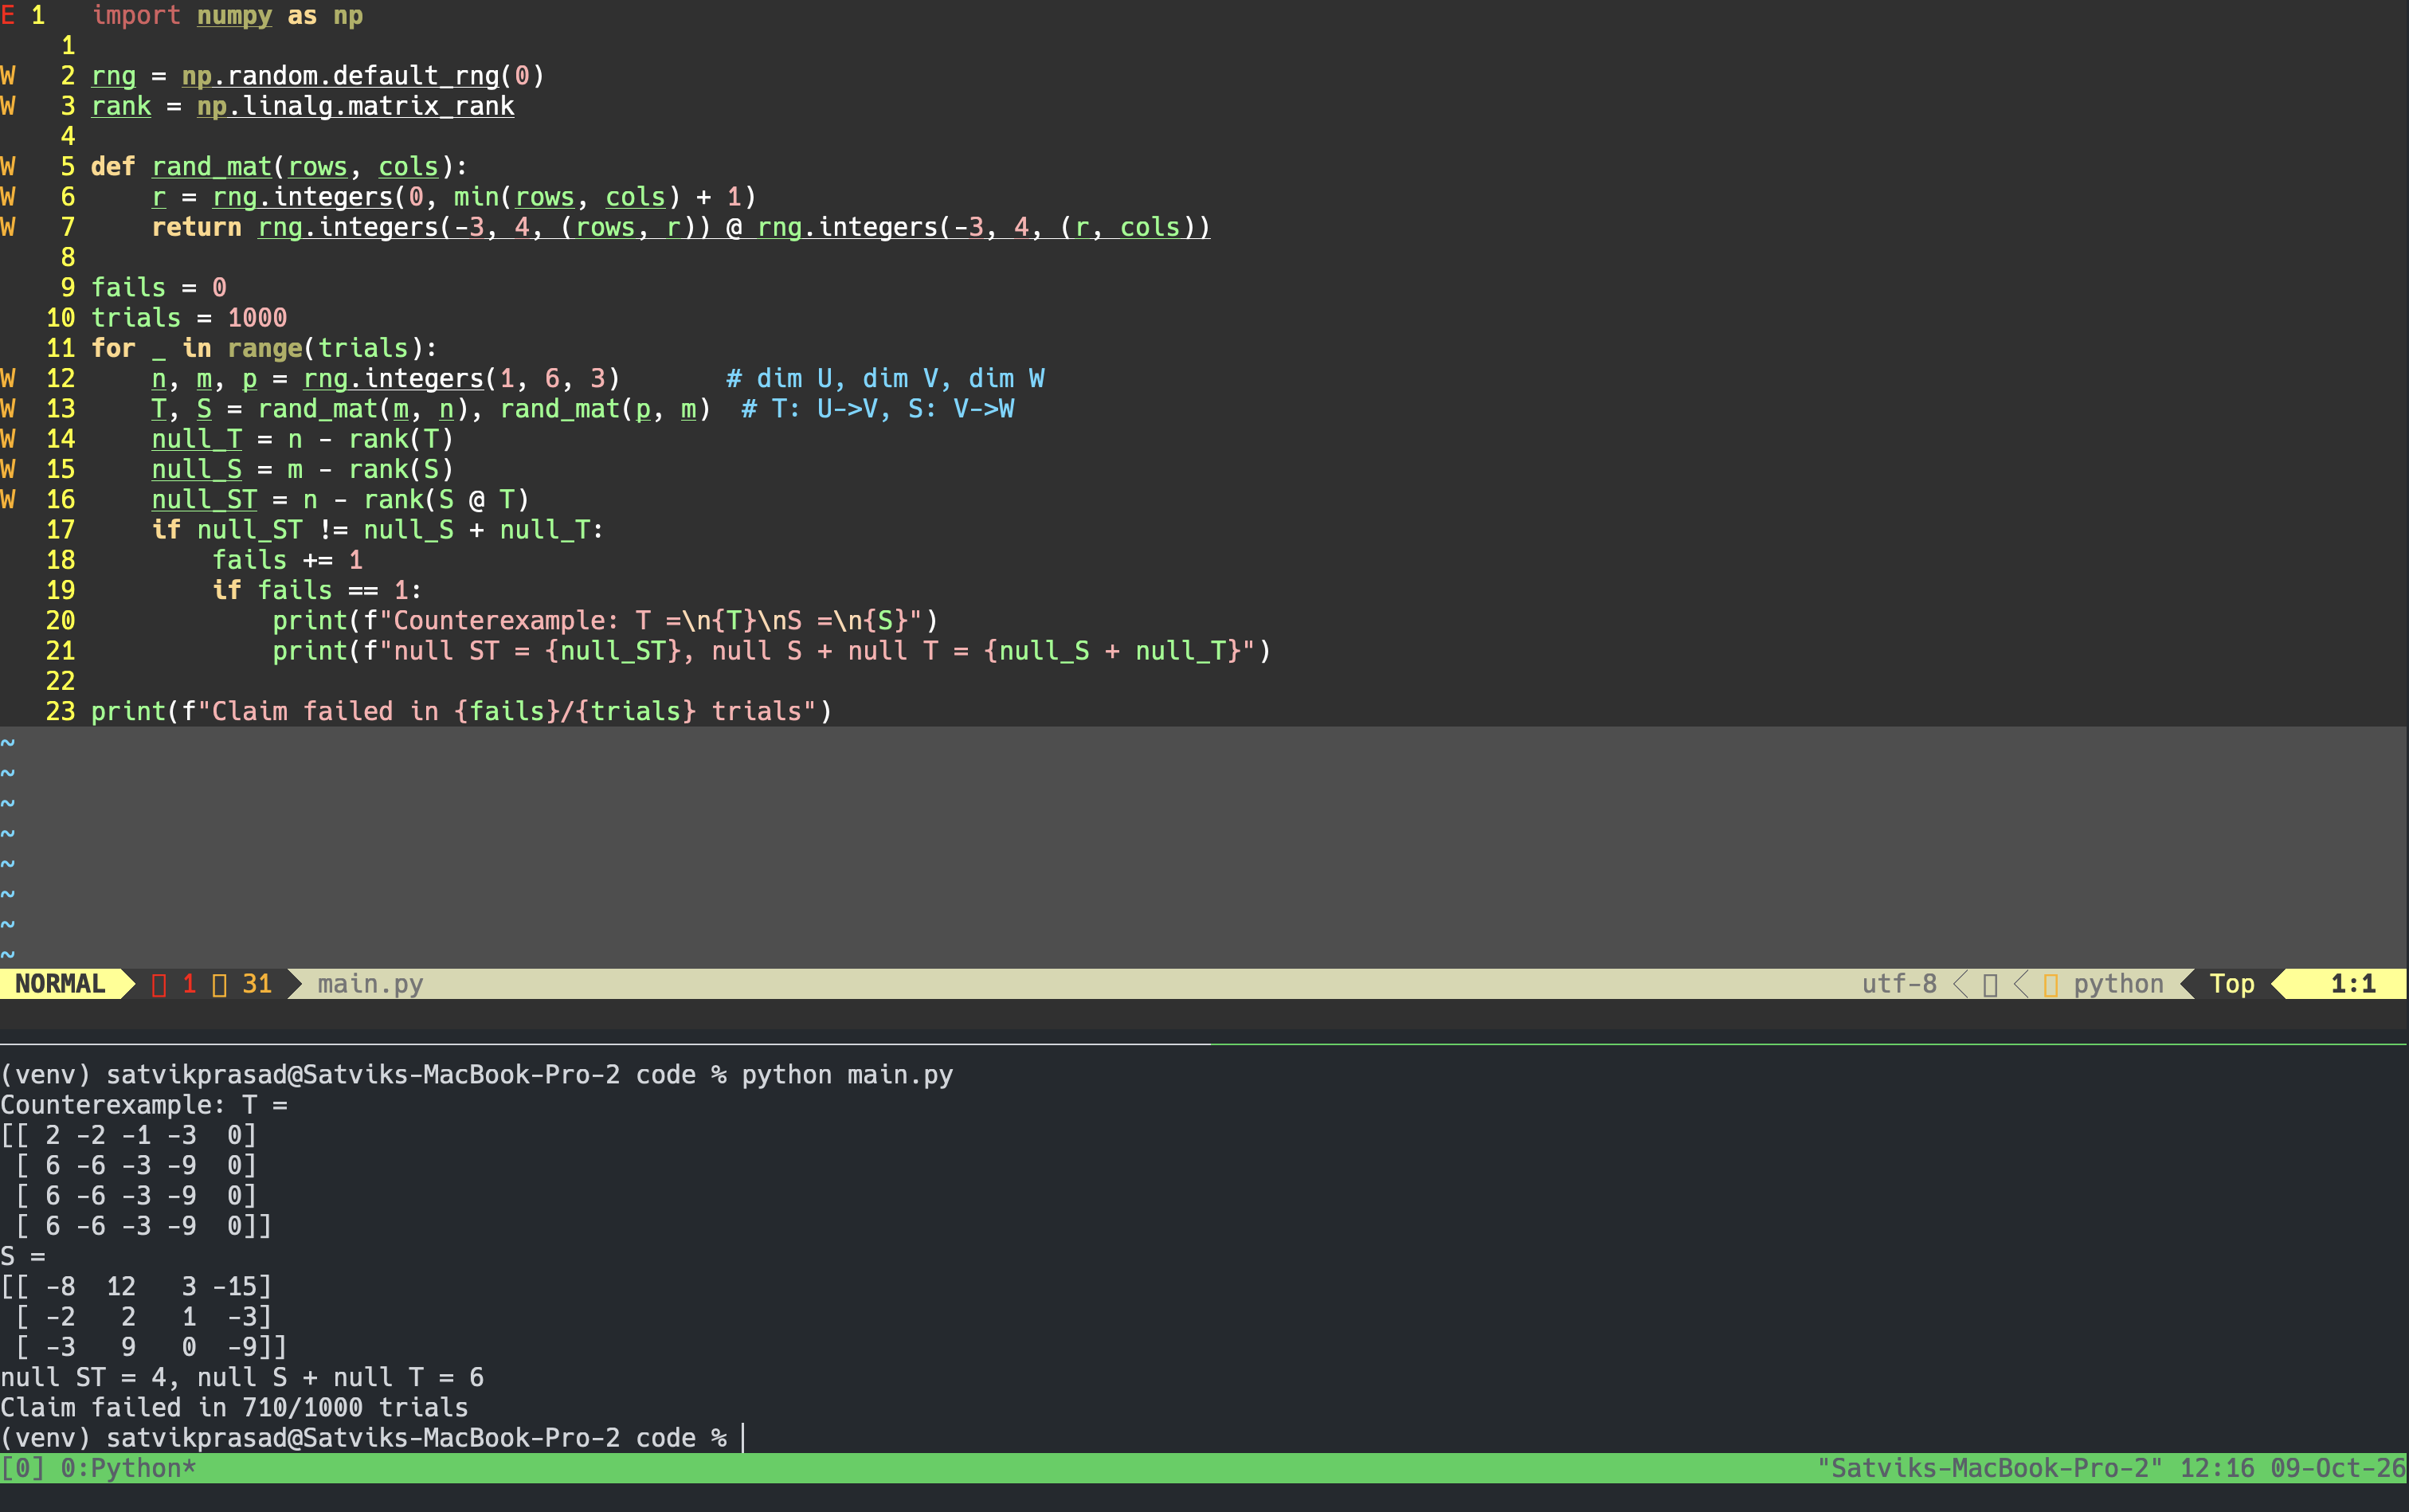 E 1   import numpy as np
    1
W   2 rng = np.random.default_rng(0)
W   3 rank = np.linalg.matrix_rank
    4
W   5 def rand_mat(rows, cols):
W   6     r = rng.integers(0, min(rows, cols) + 1)
W   7     return rng.integers(-3, 4, (rows, r)) @ rng.integers(-3, 4, (r, cols))
    8
    9 fails = 0
   10 trials = 1000
   11 for _ in range(trials):
W  12     n, m, p = rng.integers(1, 6, 3)       # dim U, dim V, dim W
W  13     T, S = rand_mat(m, n), rand_mat(p, m)  # T: U->V, S: V->W
W  14     null_T = n - rank(T)
W  15     null_S = m - rank(S)
W  16     null_ST = n - rank(S @ T)
   17     if null_ST != null_S + null_T:
   18         fails += 1
   19         if fails == 1:
   20             print(f"Counterexample: T =\n{T}\nS =\n{S}")
   21             print(f"null ST = {null_ST}, null S + null T = {null_S + null_T}")
   22
   23 print(f"Claim failed in {fails}/{trials} trials")
~
~
~
~
~
~
~
~
NORMAL 1 31 main.py utf-8 python Top 1:1
(venv) satvikprasad@Satviks-MacBook-Pro-2 code % python main.py
Counterexample: T =
[[ 2 -2 -1 -3  0]
 [ 6 -6 -3 -9  0]
 [ 6 -6 -3 -9  0]
 [ 6 -6 -3 -9  0]]
S =
[[ -8  12   3 -15]
 [ -2   2   1  -3]
 [ -3   9   0  -9]]
null ST = 4, null S + null T = 6
Claim failed in 710/1000 trials
(venv) satvikprasad@Satviks-MacBook-Pro-2 code %
[0] 0:Python* "Satviks-MacBook-Pro-2" 12:16 09-Oct-26